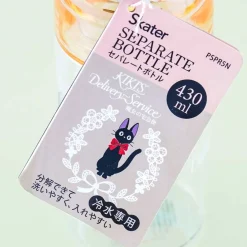 Skater
PSPR5N
SEPARATE
BOTTLE
セパレートボトル
430
ml
KIKI'S
Delivery Service
冷水専用
分解できて
洗いやすく、入れやすい